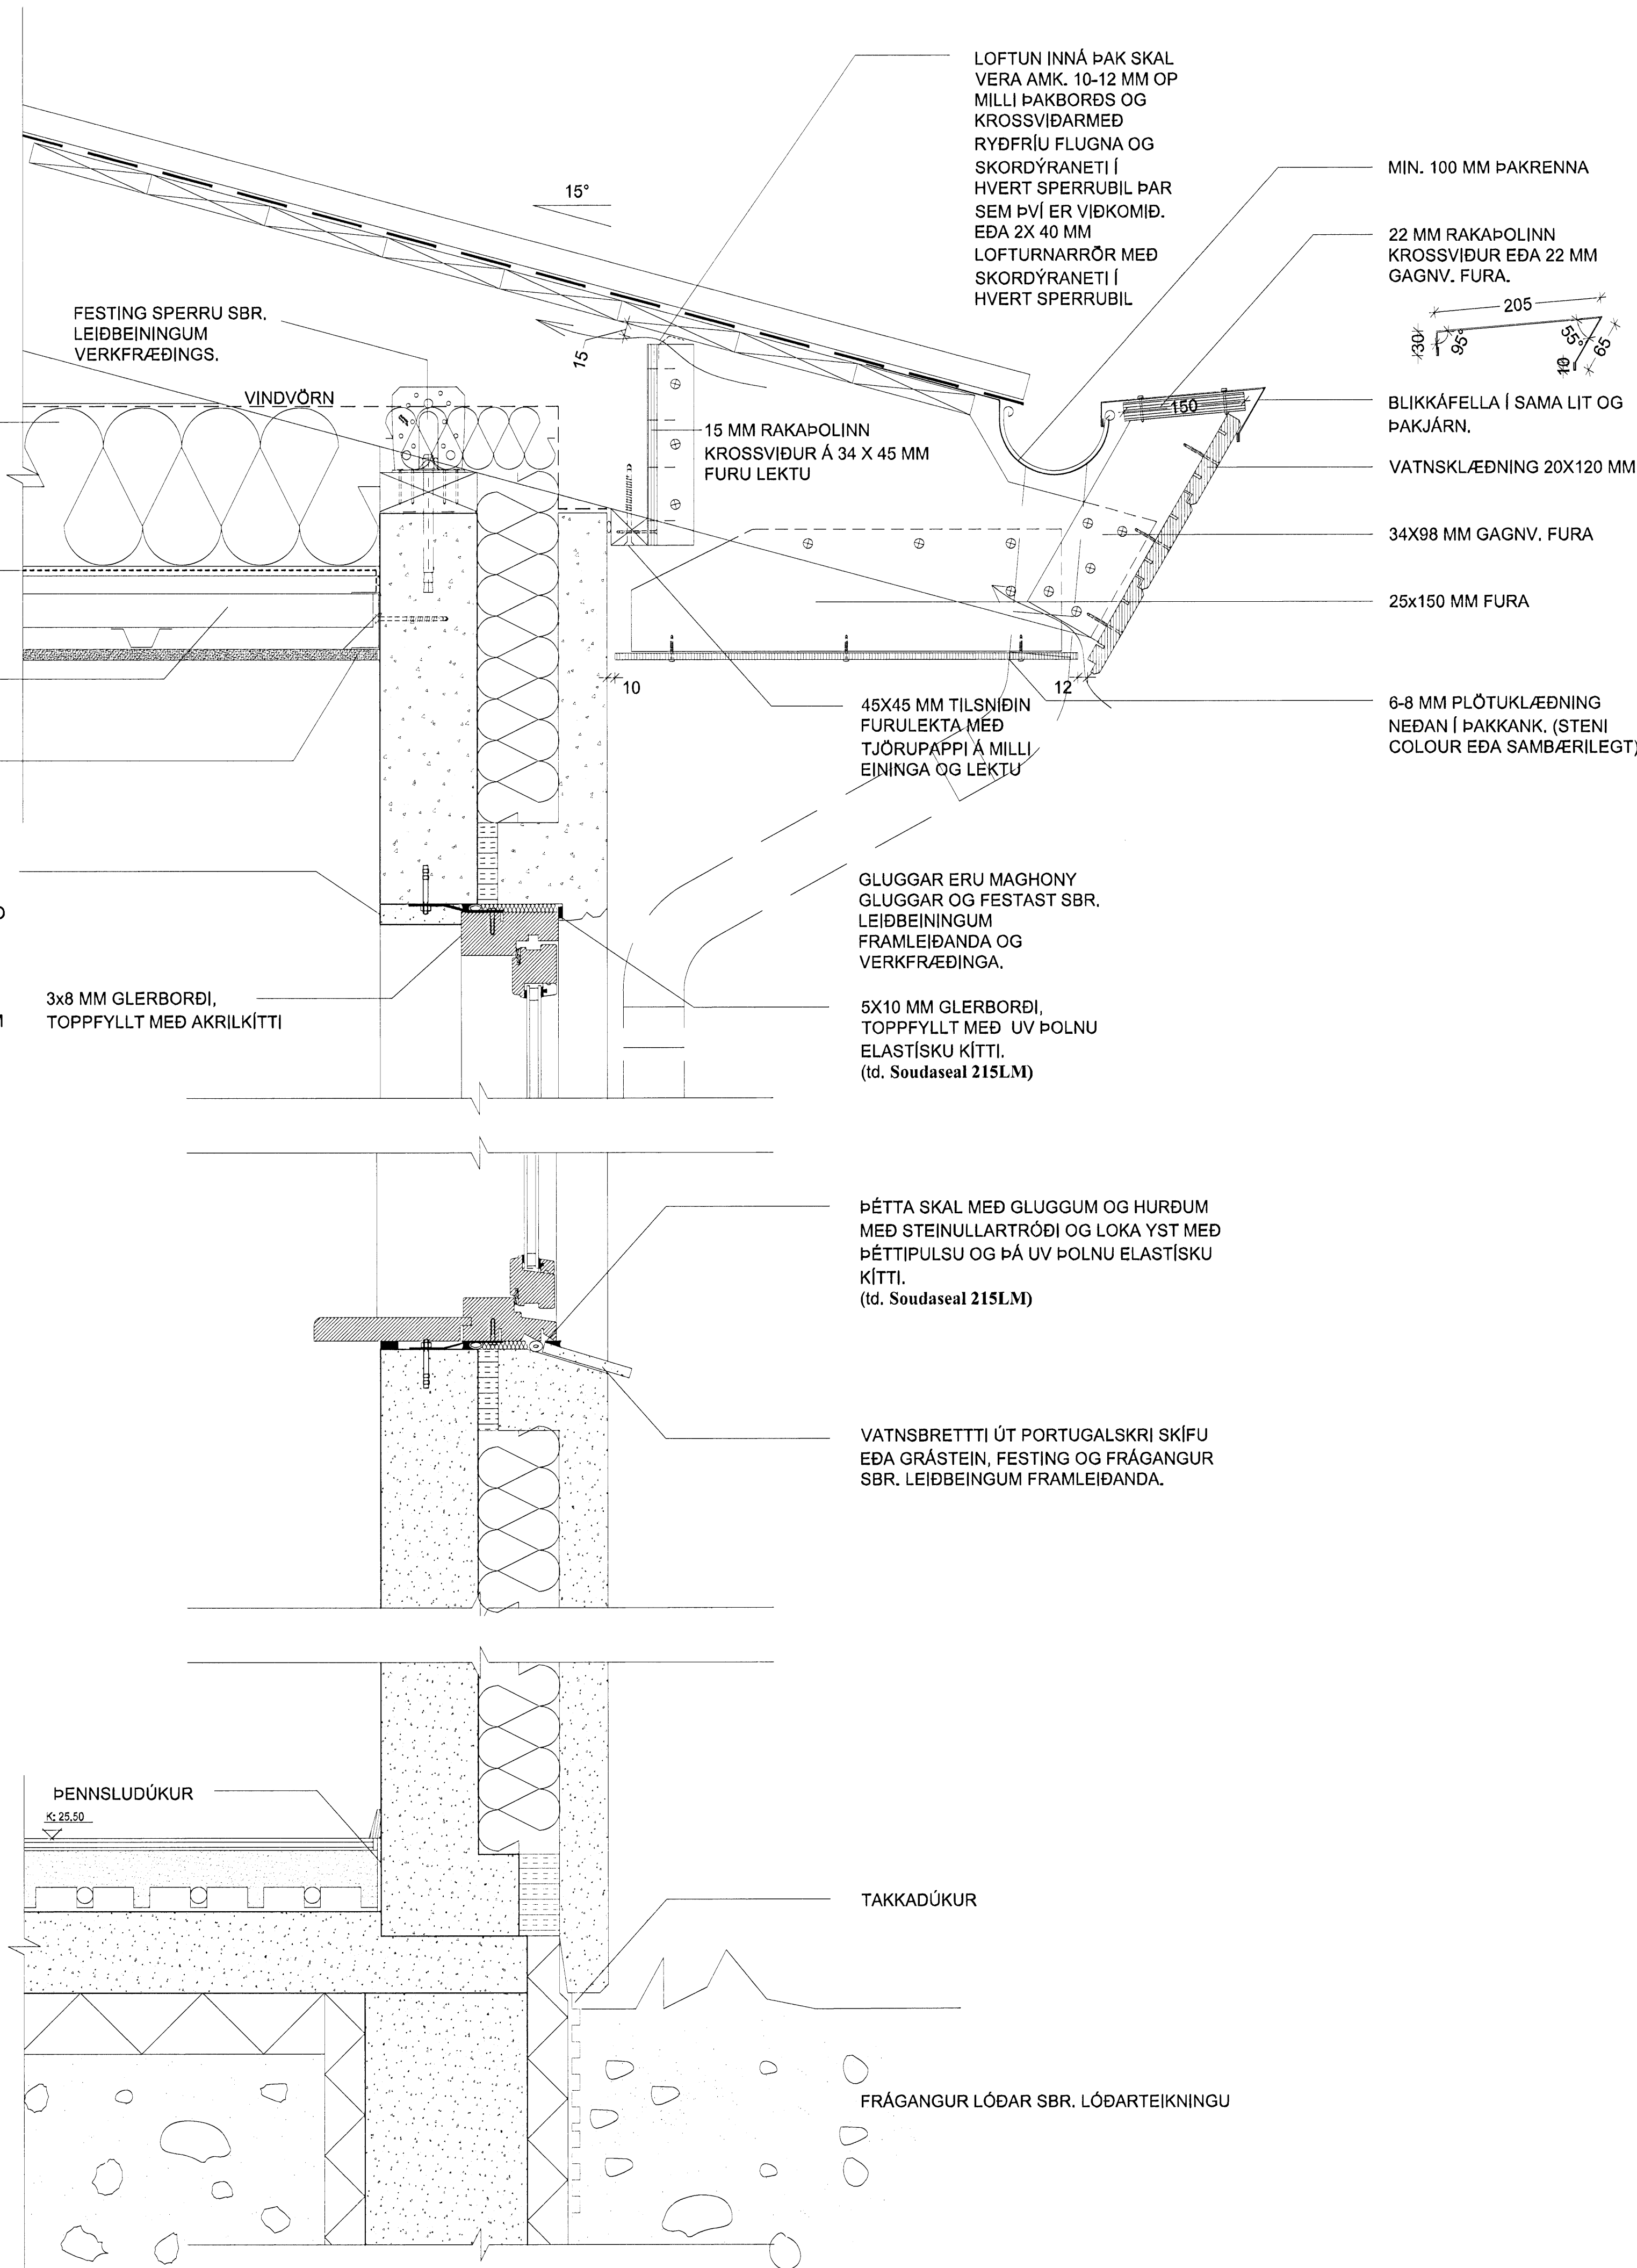 LOFTUN INNÁ ÞAK SKAL
VERA AMK. 10-12 MM OP
MILLI ÞAKBORÐS OG
KROSSVIÐARMEÐ
RYÐFRÍU FLUGNA OG
SKORDÝRANETI Í
HVERT SPERRUBIL ÞAR
SEM ÞVÍ ER VIÐKOMIÐ.
EÐA 2X 40 MM
LOFTURNARRÖR MEÐ
SKORDÝRANETI Í
HVERT SPERRUBIL
MIN. 100 MM ÞAKRENNA
15°
22 MM RAKAÞOLINN
KROSSVIÐUR EÐA 22 MM
GAGNV. FURA.
205
30
95°
55°
65
10
FESTING SPERRU SBR.
LEIÐBEININGUM
VERKFRÆÐINGS.
15
VINDVÖRN
150
BLIKKÁFELLA Í SAMA LIT OG
ÞAKJÁRN.
15 MM RAKAÞOLINN
KROSSVIÐUR Á 34 X 45 MM
FURU LEKTU
VATNSKLÆÐNING 20X120 MM
34X98 MM GAGNV. FURA
25x150 MM FURA
10
12
45X45 MM TILSNIÐIN
FURULEKTA MEÐ
TJÖRUPAPPI Á MILLI
EININGA OG LEKTU
6-8 MM PLÖTUKLÆÐNING
NEÐAN Í ÞAKKANK. (STENI
COLOUR EÐA SAMBÆRILEGT)
GLUGGAR ERU MAGHONY
GLUGGAR OG FESTAST SBR.
LEIÐBEININGUM
FRAMLEIÐANDA OG
VERKFRÆÐINGA.
3x8 MM GLERBORÐI,
TOPPFYLLT MEÐ AKRILKÍTTI
5X10 MM GLERBORÐI,
TOPPFYLLT MEÐ UV ÞOLNU
ELASTÍSKU KÍTTI.
(td. Soudaseal 215LM)
ÞÉTTA SKAL MEÐ GLUGGUM OG HURÐUM
MEÐ STEINULLARTRÓÐI OG LOKA YST MEÐ
ÞÉTTIPULSU OG ÞÁ UV ÞOLNU ELASTÍSKU
KÍTTI.
(td. Soudaseal 215LM)
VATNSBRETTTI ÚT PORTUGALSKRI SKÍFU
EÐA GRÁSTEIN, FESTING OG FRÁGANGUR
SBR. LEIÐBEINGUM FRAMLEIÐANDA.
ÞENNSLUDÚKUR
K: 25.50
TAKKADÚKUR
FRÁGANGUR LÓÐAR SBR. LÓÐARTEIKNINGU